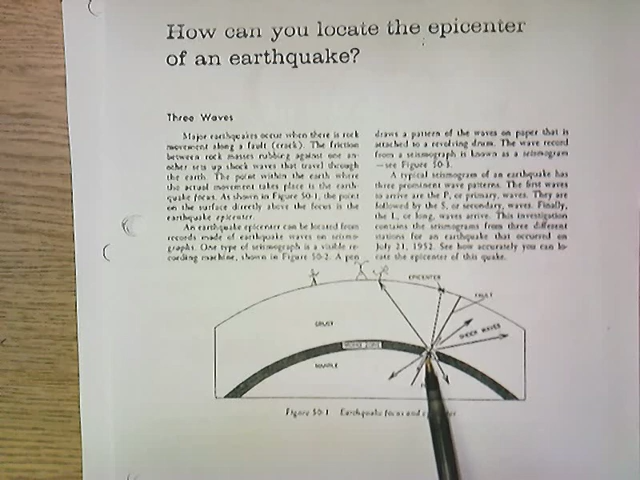 How can you locate the epicenter
of an earthquake?
Three Waves
Major earthquakes occur when there is rock
movement along a fault (crack). The friction
between rock masses rubbing against one an-
other sets up shock waves that travel through
the earth. The point within the earth where
the actual movement takes place is the earth-
quake focus. As shown in Figure 50-1, the point
on the surface directly above the focus is the
earthquake epicenter.
An earthquake epicenter can be located from
records made of earthquake waves on seismo-
graphs. One type of seismograph is a visible re-
cording machine, shown in Figure 50-2. A pen
draws a pattern of the waves on paper that is
attached to a revolving drum. The wave record
from a seismograph is known as a seismogram
—see Figure 50-3.
A typical seismogram of an earthquake has
three prominent wave patterns. The first waves
to arrive are the P, or primary, waves. They are
followed by the S, or secondary, waves. Finally,
the L, or long, waves arrive. This investigation
contains the seismograms from three different
stations for an earthquake that occurred on
July 21, 1952. See how accurately you can lo-
cate the epicenter of this quake.
EPICENTER
FAULT
CRUST
WAVES
MANTLE
Figure 50-1 Earthquake focus and